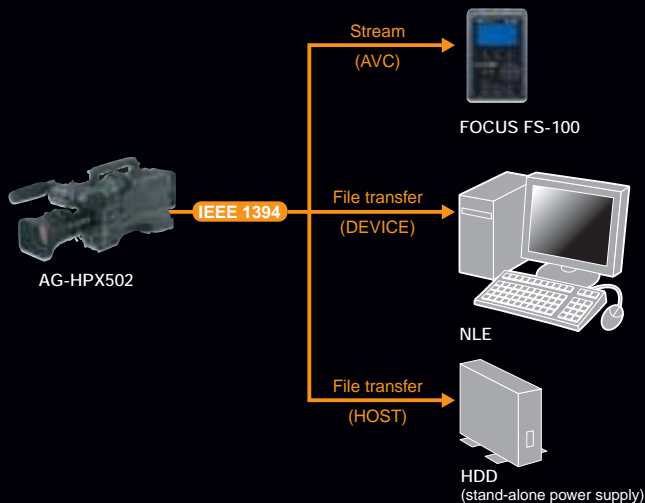 Stream
(AVC)
FOCUS FS-100
IEEE 1394
File transfer
(DEVICE)
AG-HPX502
NLE
File transfer
(HOST)
HDD
(stand-alone power supply)